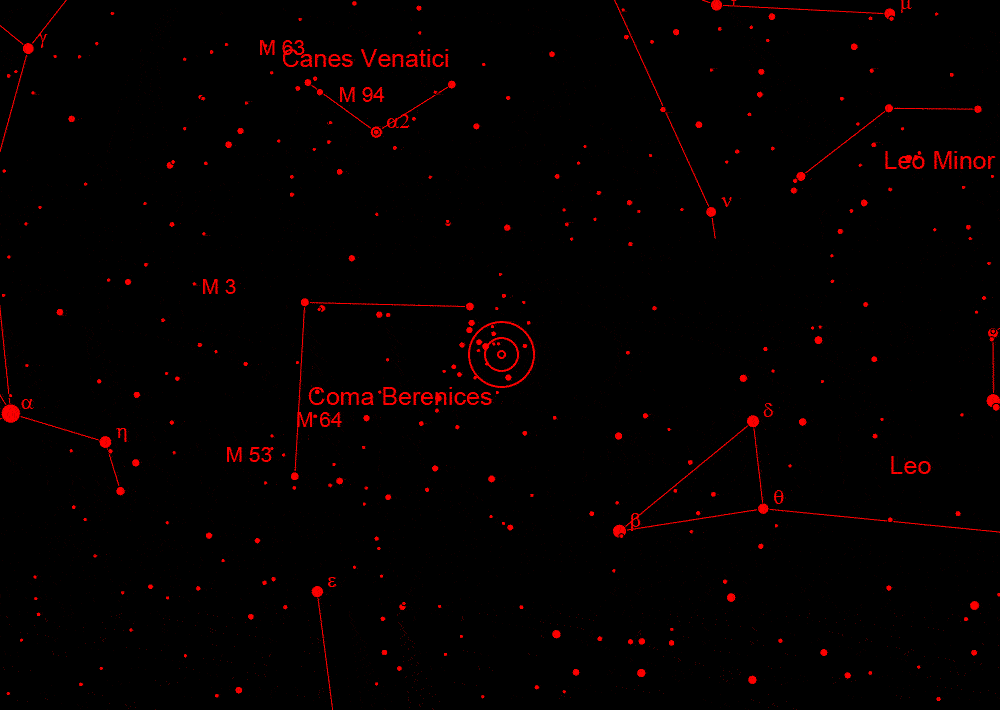 μ
γ
M 63
Canes Venatici
M 94
α2
Leo Minor
ν
M 3
Coma Berenices
α
M 64
δ
η
M 53
Leo
θ
β
ε